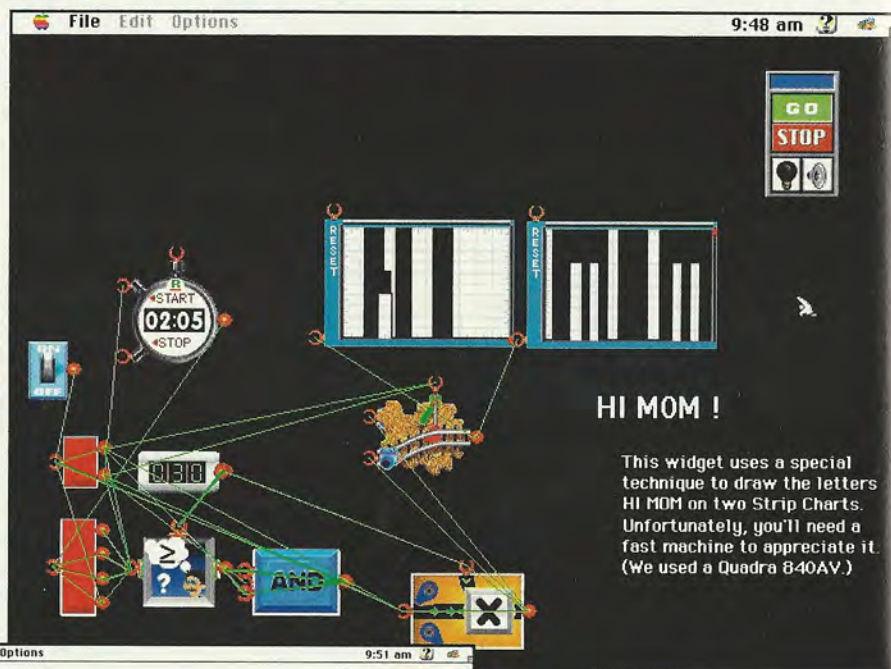 File Edit Options
9:48 am
GO
STOP
RESET
RESET
R
START
02:05
STOP
ON
OFF
HI MOM !
030
This widget uses a special
technique to draw the letters
HI MOM on two Strip Charts.
Unfortunately, you'll need a
fast machine to appreciate it.
(We used a Quadra 840AV.)
≥
?
AND
X
Options
9:51 am